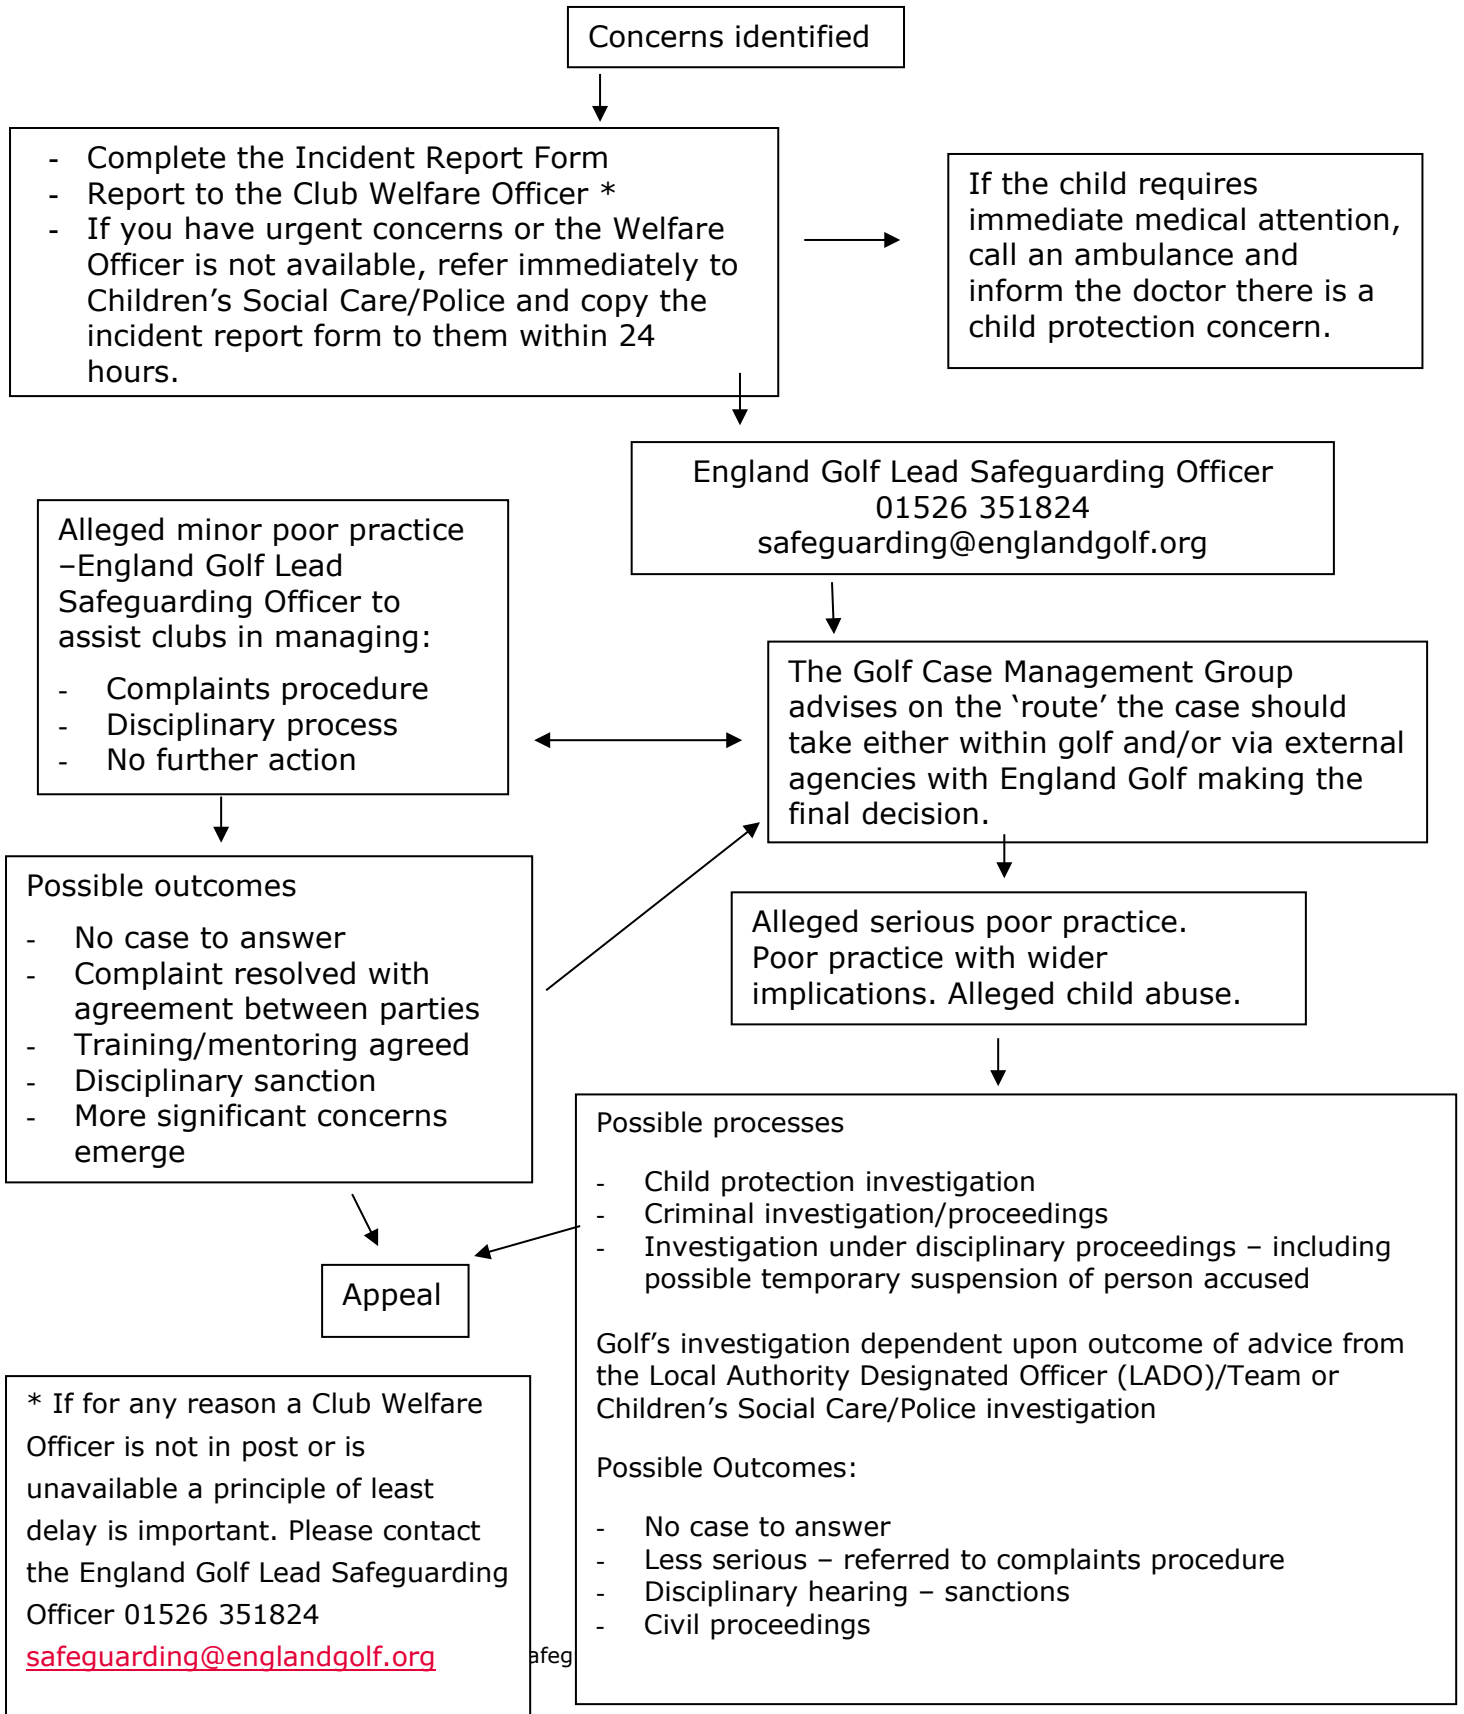 Concerns identified
- Complete the Incident Report Form
- Report to the Club Welfare Officer *
- If you have urgent concerns or the Welfare
Officer is not available, refer immediately to
Children’s Social Care/Police and copy the
incident report form to them within 24
hours.
If the child requires
immediate medical attention,
call an ambulance and
inform the doctor there is a
child protection concern.
England Golf Lead Safeguarding Officer
01526 351824
safeguarding@englandgolf.org
Alleged minor poor practice
–England Golf Lead
Safeguarding Officer to
assist clubs in managing:
- Complaints procedure
- Disciplinary process
- No further action
The Golf Case Management Group
advises on the ‘route’ the case should
take either within golf and/or via external
agencies with England Golf making the
final decision.
Possible outcomes
- No case to answer
- Complaint resolved with
agreement between parties
- Training/mentoring agreed
- Disciplinary sanction
- More significant concerns
emerge
Alleged serious poor practice.
Poor practice with wider
implications. Alleged child abuse.
Possible processes
- Child protection investigation
- Criminal investigation/proceedings
- Investigation under disciplinary proceedings – including
possible temporary suspension of person accused
Golf’s investigation dependent upon outcome of advice from
the Local Authority Designated Officer (LADO)/Team or
Children’s Social Care/Police investigation
Possible Outcomes:
- No case to answer
- Less serious – referred to complaints procedure
- Disciplinary hearing – sanctions
- Civil proceedings
Appeal
* If for any reason a Club Welfare
Officer is not in post or is
unavailable a principle of least
delay is important. Please contact
the England Golf Lead Safeguarding
Officer 01526 351824
safeguarding@englandgolf.org